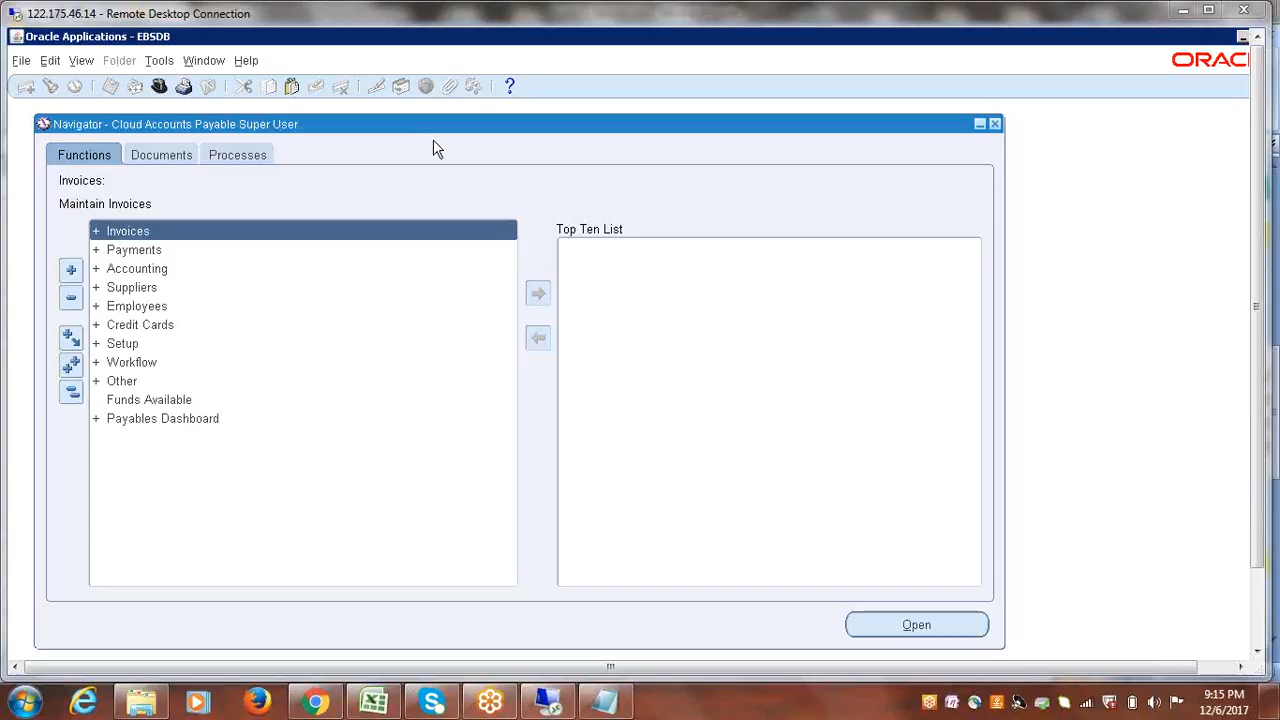 122.175.46.14 - Remote Desktop Connection
Oracle Applications - EBSDB
File Edit View Folder Tools Window Help
ORAC
Navigator - Cloud Accounts Payable Super User
Functions Documents Processes
Invoices:
Maintain Invoices
Top Ten List
+ Invoices
+ Payments
+ Accounting
+ Suppliers
+ Employees
+ Credit Cards
+ Setup
+ Workflow
+ Other
Funds Available
+ Payables Dashboard
Open
9:15 PM
12/6/2017